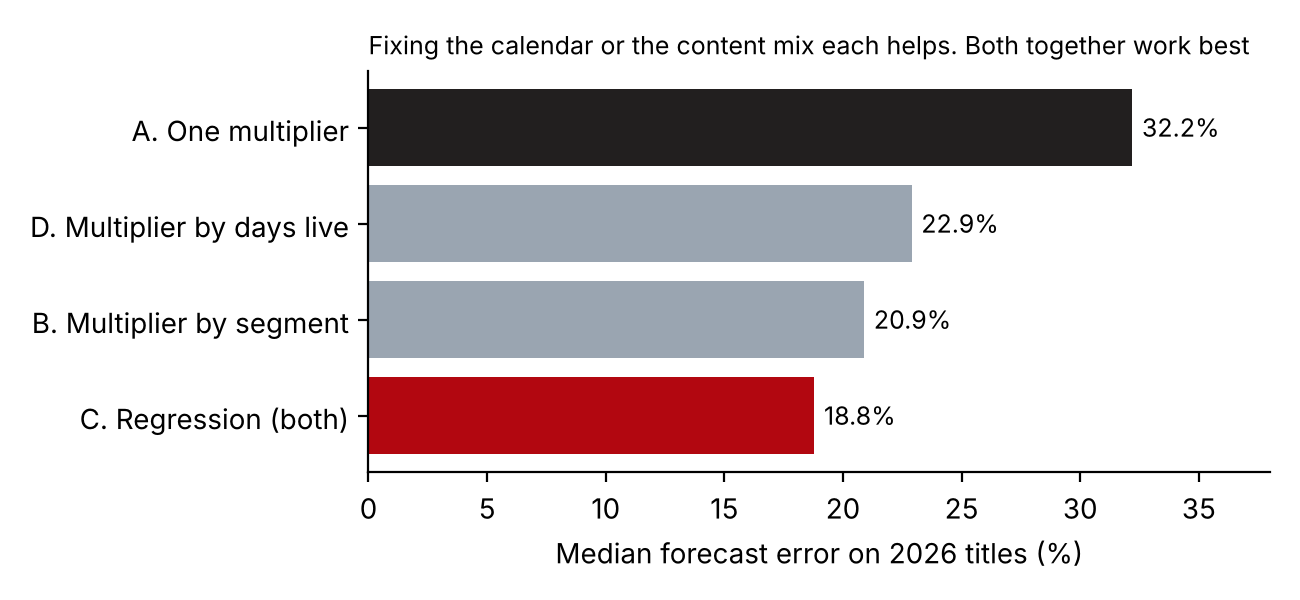 Fixing the calendar or the content mix each helps. Both together work best
A. One multiplier
32.2%
D. Multiplier by days live
22.9%
B. Multiplier by segment
20.9%
C. Regression (both)
18.8%
0 5 10 15 20 25 30 35
Median forecast error on 2026 titles (%)